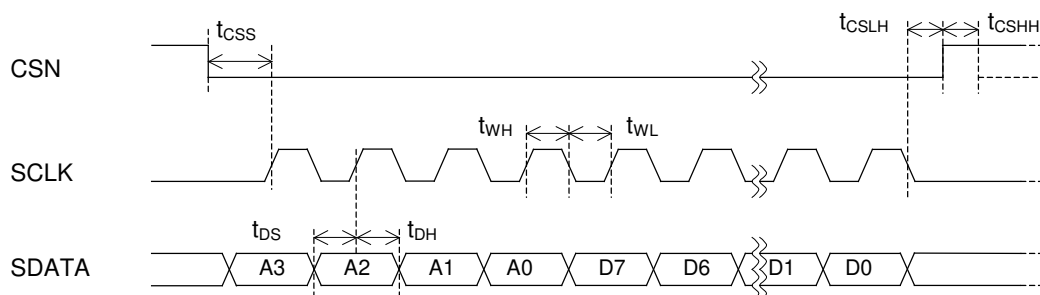 tCSS tCSLH tCSHH
CSN
tWH tWL
SCLK
tDS tDH
SDATA A3 A2 A1 A0 D7 D6 D1 D0